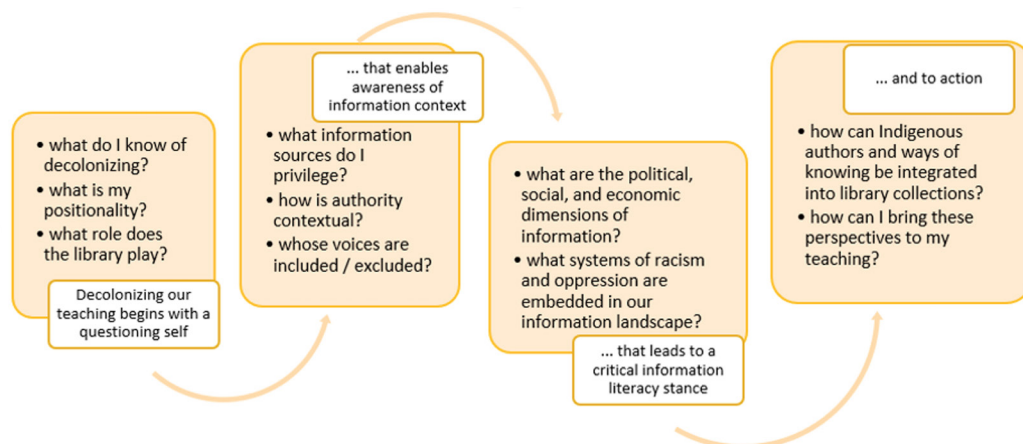 • what do I know of
decolonizing?
• what is my
positionality?
• what role does
the library play?
Decolonizing our
teaching begins with a
questioning self
... that enables
awareness of
information context
• what information
sources do I
privilege?
• how is authority
contextual?
• whose voices are
included / excluded?
• what are the political,
social, and economic
dimensions of
information?
• what systems of racism
and oppression are
embedded in our
information landscape?
... that leads to a
critical information
literacy stance
... and to action
• how can Indigenous
authors and ways of
knowing be integrated
into library collections?
• how can I bring these
perspectives to my
teaching?